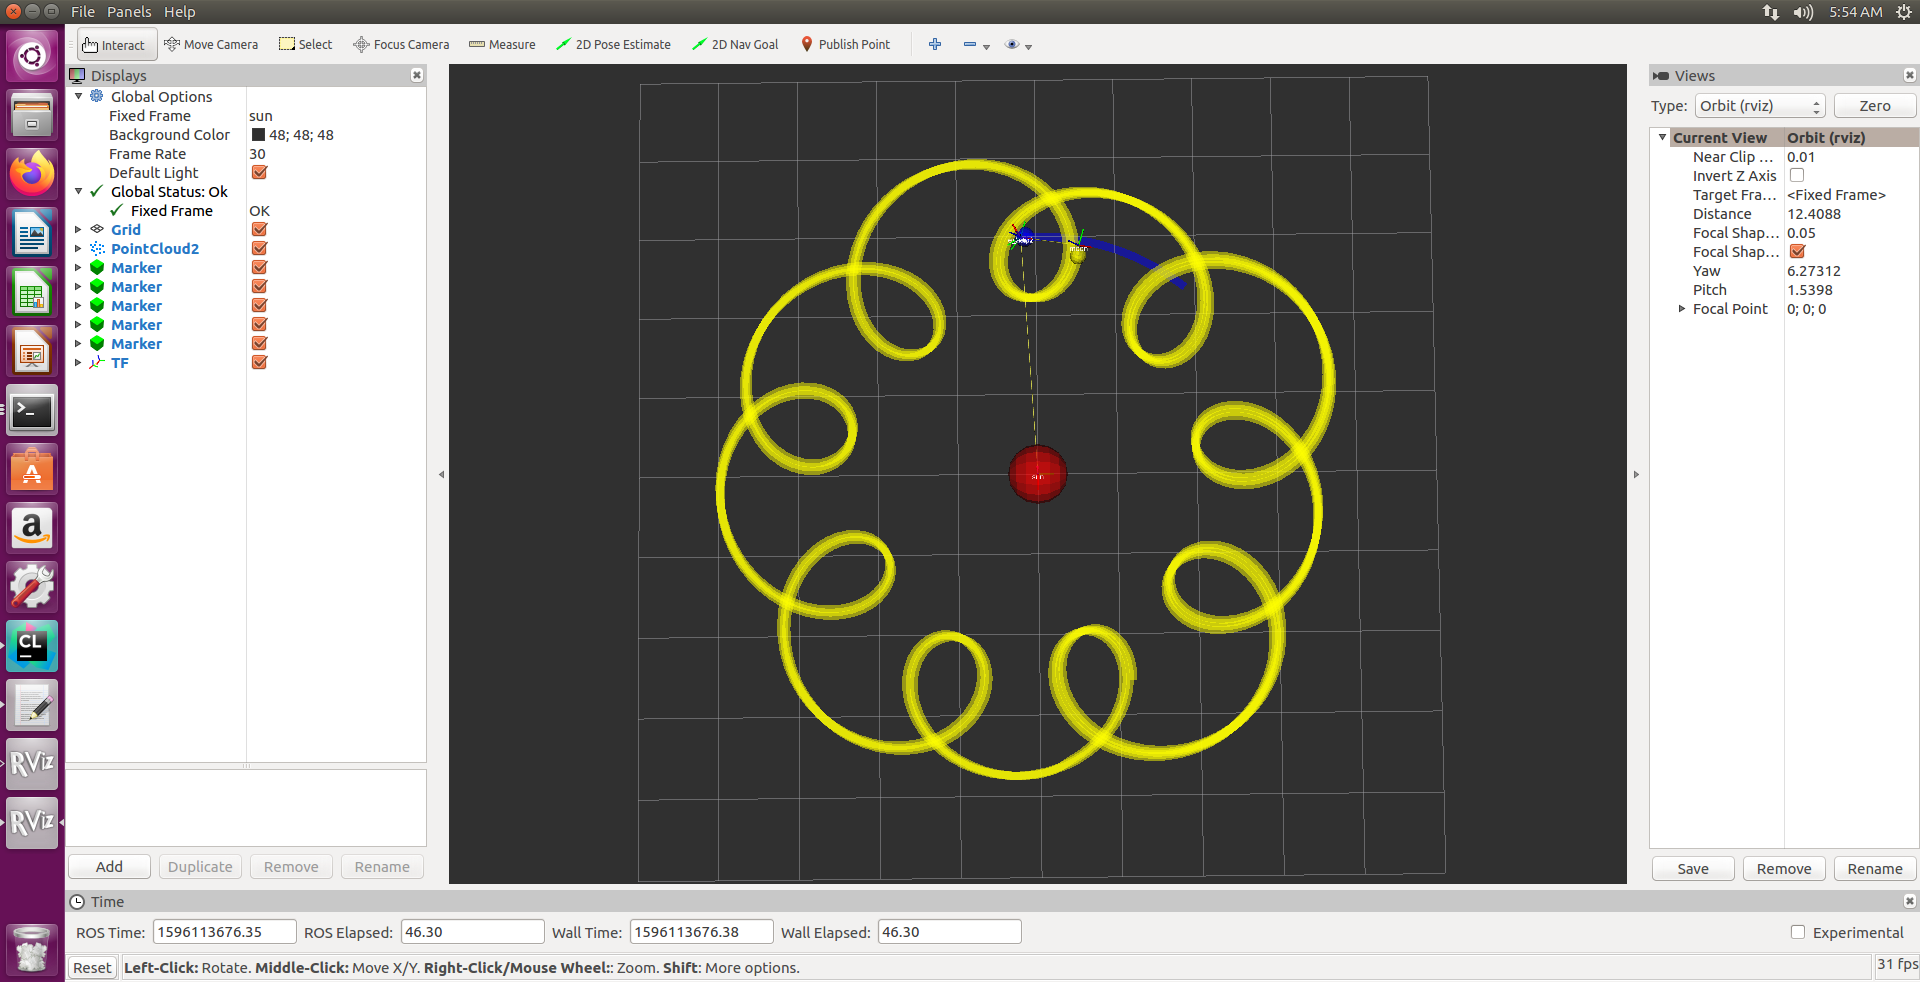 File Panels Help
5:54 AM
Interact Move Camera Select Focus Camera Measure 2D Pose Estimate 2D Nav Goal Publish Point
Displays
Global Options
Fixed Frame sun
Background Color 48; 48; 48
Frame Rate 30
Default Light
Global Status: Ok
Fixed Frame OK
Grid
PointCloud2
Marker
Marker
Marker
Marker
Marker
TF
Add Duplicate Remove Rename
moon
sun
Views
Type: Orbit (rviz) Zero
Current View Orbit (rviz)
Near Clip ... 0.01
Invert Z Axis
Target Fra... <Fixed Frame>
Distance 12.4088
Focal Shap... 0.05
Focal Shap...
Yaw 6.27312
Pitch 1.5398
Focal Point 0; 0; 0
Save Remove Rename
Time
ROS Time: 1596113676.35 ROS Elapsed: 46.30 Wall Time: 1596113676.38 Wall Elapsed: 46.30 Experimental
Reset Left-Click: Rotate. Middle-Click: Move X/Y. Right-Click/Mouse Wheel:: Zoom. Shift: More options. 31 fps
A
a
CL
RViz
RViz